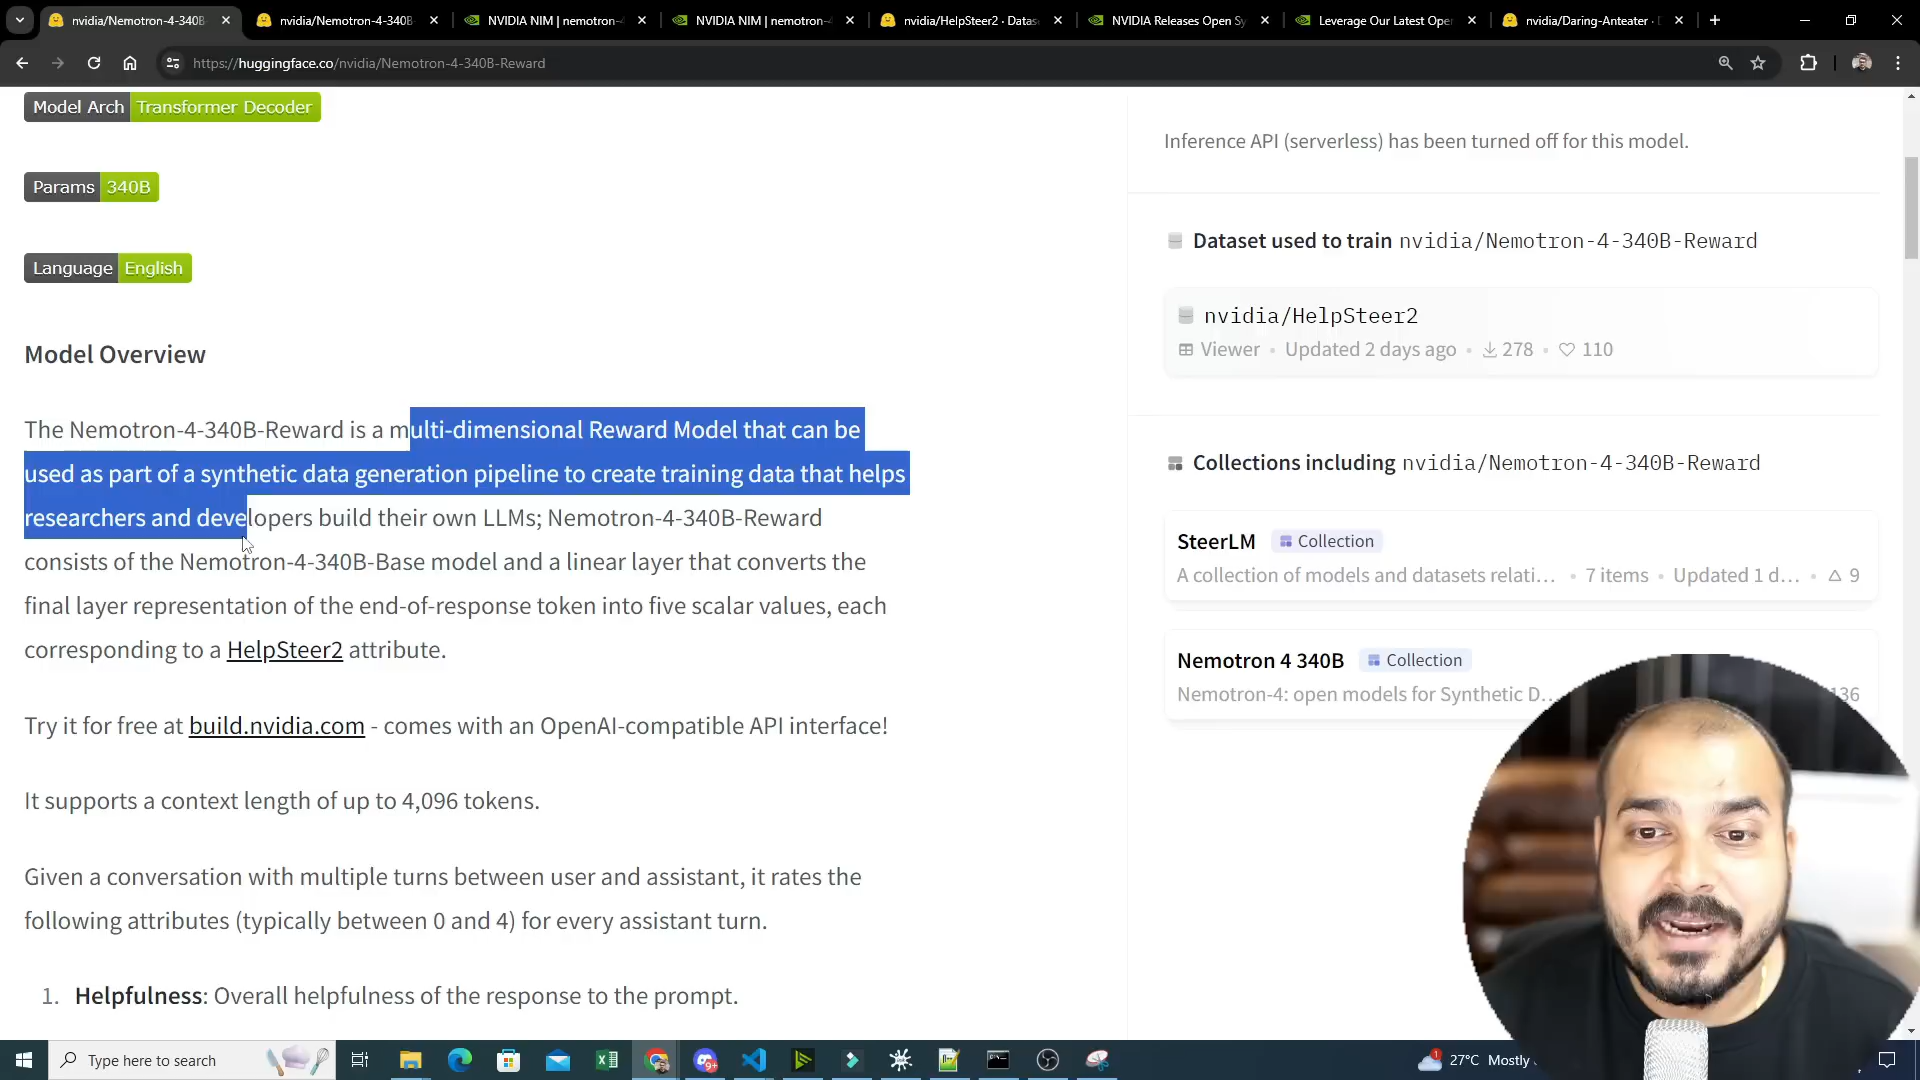 nvidia/Nemotron-4-340B
nvidia/Nemotron-4-340B
NVIDIA NIM | nemotron-
NVIDIA NIM | nemotron-
nvidia/HelpSteer2 · Datas
NVIDIA Releases Open Sy
Leverage Our Latest Ope
nvidia/Daring-Anteater ·
https://huggingface.co/nvidia/Nemotron-4-340B-Reward
Model Arch Transformer Decoder
Params 340B
Language English
Model Overview
The Nemotron-4-340B-Reward is a multi-dimensional Reward Model that can be
used as part of a synthetic data generation pipeline to create training data that helps
researchers and developers build their own LLMs; Nemotron-4-340B-Reward
consists of the Nemotron-4-340B-Base model and a linear layer that converts the
final layer representation of the end-of-response token into five scalar values, each
corresponding to a HelpSteer2 attribute.
Try it for free at build.nvidia.com - comes with an OpenAI-compatible API interface!
It supports a context length of up to 4,096 tokens.
Given a conversation with multiple turns between user and assistant, it rates the
following attributes (typically between 0 and 4) for every assistant turn.
1. Helpfulness: Overall helpfulness of the response to the prompt.
Inference API (serverless) has been turned off for this model.
Dataset used to train nvidia/Nemotron-4-340B-Reward
nvidia/HelpSteer2
Viewer • Updated 2 days ago • 278 • 110
Collections including nvidia/Nemotron-4-340B-Reward
SteerLM Collection
A collection of models and datasets relati... • 7 items • Updated 1 d... • 9
Nemotron 4 340B Collection
Nemotron-4: open models for Synthetic D... 136
Type here to search
9+
1
27°C Mostly